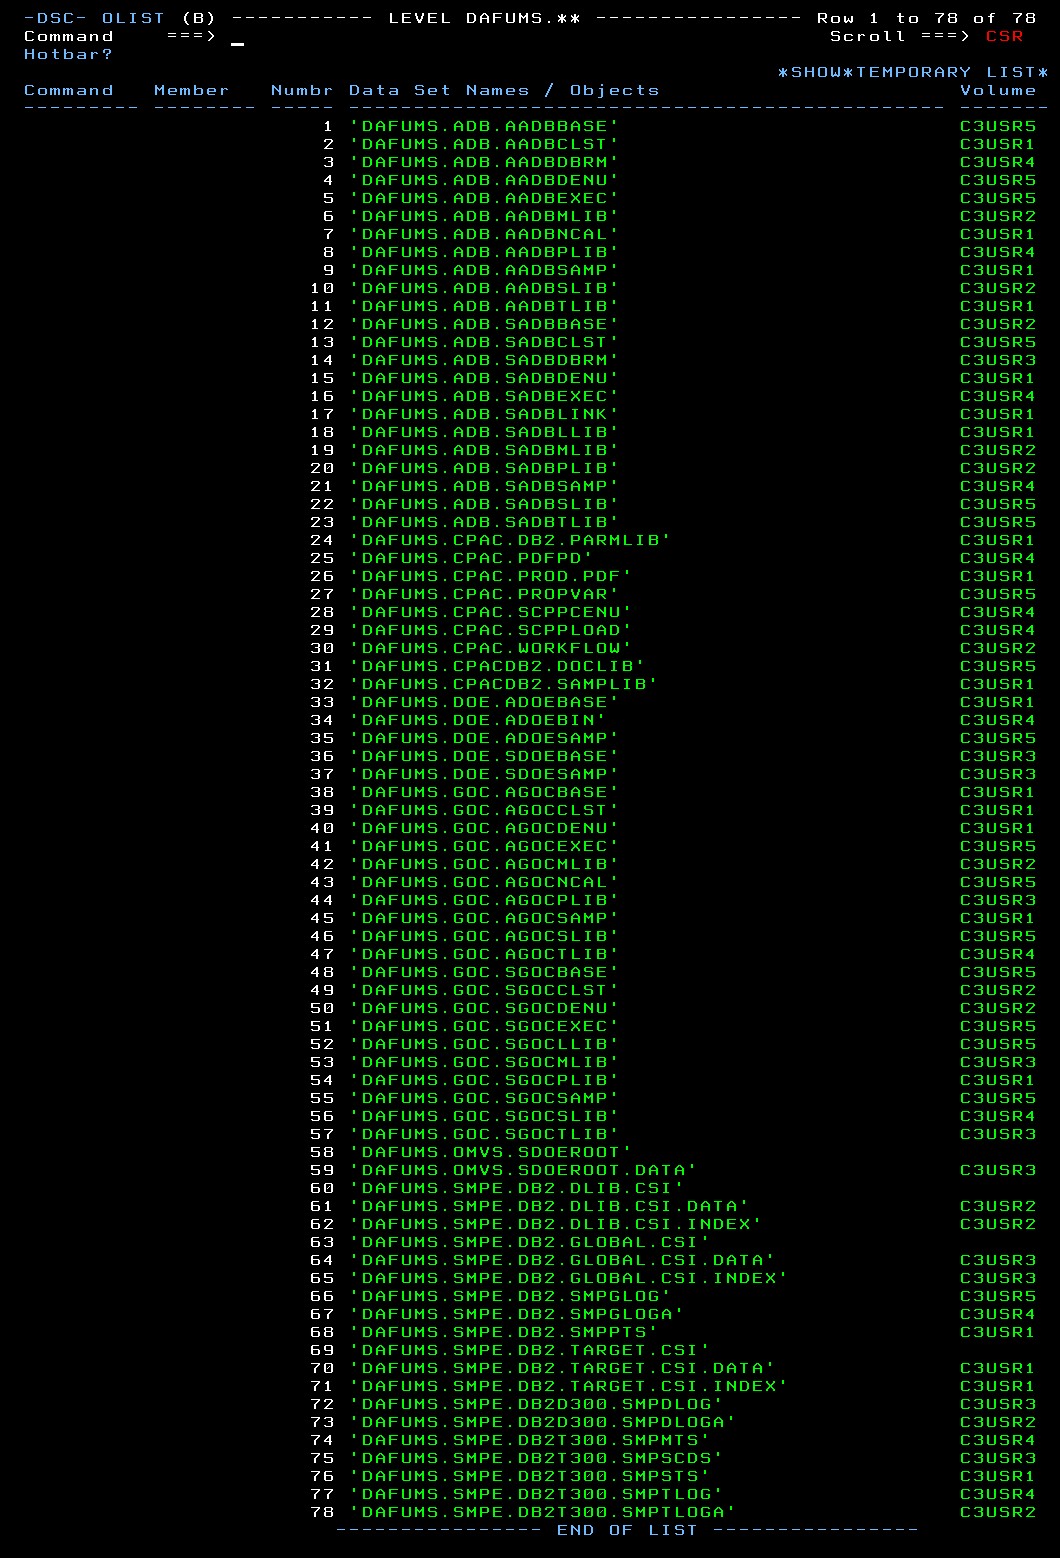 -DSC- OLIST (B) ----------- LEVEL DAFUMS.** ---------------- Row 1 to 78 of 78
Command ===> _ Scroll ===> CSR
Hotbar?
*SHOW*TEMPORARY LIST*
Command Member Numbr Data Set Names / Objects Volume
--------- -------- ----- ---------------------------------------------- -------
1 'DAFUMS.ADB.AADBBASE' C3USR5
2 'DAFUMS.ADB.AADBCLST' C3USR1
3 'DAFUMS.ADB.AADBDBRM' C3USR4
4 'DAFUMS.ADB.AADBDENU' C3USR5
5 'DAFUMS.ADB.AADBEXEC' C3USR5
6 'DAFUMS.ADB.AADBMLIB' C3USR2
7 'DAFUMS.ADB.AADBNCAL' C3USR1
8 'DAFUMS.ADB.AADBPLIB' C3USR4
9 'DAFUMS.ADB.AADBSAMP' C3USR1
10 'DAFUMS.ADB.AADBSLIB' C3USR2
11 'DAFUMS.ADB.AADBTLIB' C3USR1
12 'DAFUMS.ADB.SADBBASE' C3USR2
13 'DAFUMS.ADB.SADBCLST' C3USR5
14 'DAFUMS.ADB.SADBDBRM' C3USR3
15 'DAFUMS.ADB.SADBDENU' C3USR1
16 'DAFUMS.ADB.SADBEXEC' C3USR4
17 'DAFUMS.ADB.SADBLINK' C3USR1
18 'DAFUMS.ADB.SADBLLIB' C3USR1
19 'DAFUMS.ADB.SADBMLIB' C3USR2
20 'DAFUMS.ADB.SADBPLIB' C3USR2
21 'DAFUMS.ADB.SADBSAMP' C3USR4
22 'DAFUMS.ADB.SADBSLIB' C3USR5
23 'DAFUMS.ADB.SADBTLIB' C3USR5
24 'DAFUMS.CPAC.DB2.PARMLIB' C3USR1
25 'DAFUMS.CPAC.PDFPD' C3USR4
26 'DAFUMS.CPAC.PROD.PDF' C3USR1
27 'DAFUMS.CPAC.PROPVAR' C3USR5
28 'DAFUMS.CPAC.SCPPCENU' C3USR4
29 'DAFUMS.CPAC.SCPPLOAD' C3USR4
30 'DAFUMS.CPAC.WORKFLOW' C3USR2
31 'DAFUMS.CPACDB2.DOCLIB' C3USR5
32 'DAFUMS.CPACDB2.SAMPLIB' C3USR1
33 'DAFUMS.DOE.ADOEBASE' C3USR1
34 'DAFUMS.DOE.ADOEBIN' C3USR4
35 'DAFUMS.DOE.ADOESAMP' C3USR5
36 'DAFUMS.DOE.SDOEBASE' C3USR3
37 'DAFUMS.DOE.SDOESAMP' C3USR3
38 'DAFUMS.GOC.AGOCBASE' C3USR1
39 'DAFUMS.GOC.AGOCCLST' C3USR1
40 'DAFUMS.GOC.AGOCDENU' C3USR1
41 'DAFUMS.GOC.AGOCEXEC' C3USR5
42 'DAFUMS.GOC.AGOCMLIB' C3USR2
43 'DAFUMS.GOC.AGOCNCAL' C3USR5
44 'DAFUMS.GOC.AGOCPLIB' C3USR3
45 'DAFUMS.GOC.AGOCSAMP' C3USR1
46 'DAFUMS.GOC.AGOCSLIB' C3USR5
47 'DAFUMS.GOC.AGOCTLIB' C3USR4
48 'DAFUMS.GOC.SGOCBASE' C3USR5
49 'DAFUMS.GOC.SGOCCLST' C3USR2
50 'DAFUMS.GOC.SGOCDENU' C3USR2
51 'DAFUMS.GOC.SGOCEXEC' C3USR5
52 'DAFUMS.GOC.SGOCLLIB' C3USR5
53 'DAFUMS.GOC.SGOCMLIB' C3USR3
54 'DAFUMS.GOC.SGOCPLIB' C3USR1
55 'DAFUMS.GOC.SGOCSAMP' C3USR5
56 'DAFUMS.GOC.SGOCSLIB' C3USR4
57 'DAFUMS.GOC.SGOCTLIB' C3USR3
58 'DAFUMS.OMVS.SDOEROOT'
59 'DAFUMS.OMVS.SDOEROOT.DATA' C3USR3
60 'DAFUMS.SMPE.DB2.DLIB.CSI'
61 'DAFUMS.SMPE.DB2.DLIB.CSI.DATA' C3USR2
62 'DAFUMS.SMPE.DB2.DLIB.CSI.INDEX' C3USR2
63 'DAFUMS.SMPE.DB2.GLOBAL.CSI'
64 'DAFUMS.SMPE.DB2.GLOBAL.CSI.DATA' C3USR3
65 'DAFUMS.SMPE.DB2.GLOBAL.CSI.INDEX' C3USR3
66 'DAFUMS.SMPE.DB2.SMPGLOG' C3USR5
67 'DAFUMS.SMPE.DB2.SMPGLOGA' C3USR4
68 'DAFUMS.SMPE.DB2.SMPPTS' C3USR1
69 'DAFUMS.SMPE.DB2.TARGET.CSI'
70 'DAFUMS.SMPE.DB2.TARGET.CSI.DATA' C3USR1
71 'DAFUMS.SMPE.DB2.TARGET.CSI.INDEX' C3USR1
72 'DAFUMS.SMPE.DB2D300.SMPDLOG' C3USR3
73 'DAFUMS.SMPE.DB2D300.SMPDLOGA' C3USR2
74 'DAFUMS.SMPE.DB2T300.SMPMTS' C3USR4
75 'DAFUMS.SMPE.DB2T300.SMPSCDS' C3USR3
76 'DAFUMS.SMPE.DB2T300.SMPSTS' C3USR1
77 'DAFUMS.SMPE.DB2T300.SMPTLOG' C3USR4
78 'DAFUMS.SMPE.DB2T300.SMPTLOGA' C3USR2
---------------- END OF LIST ----------------